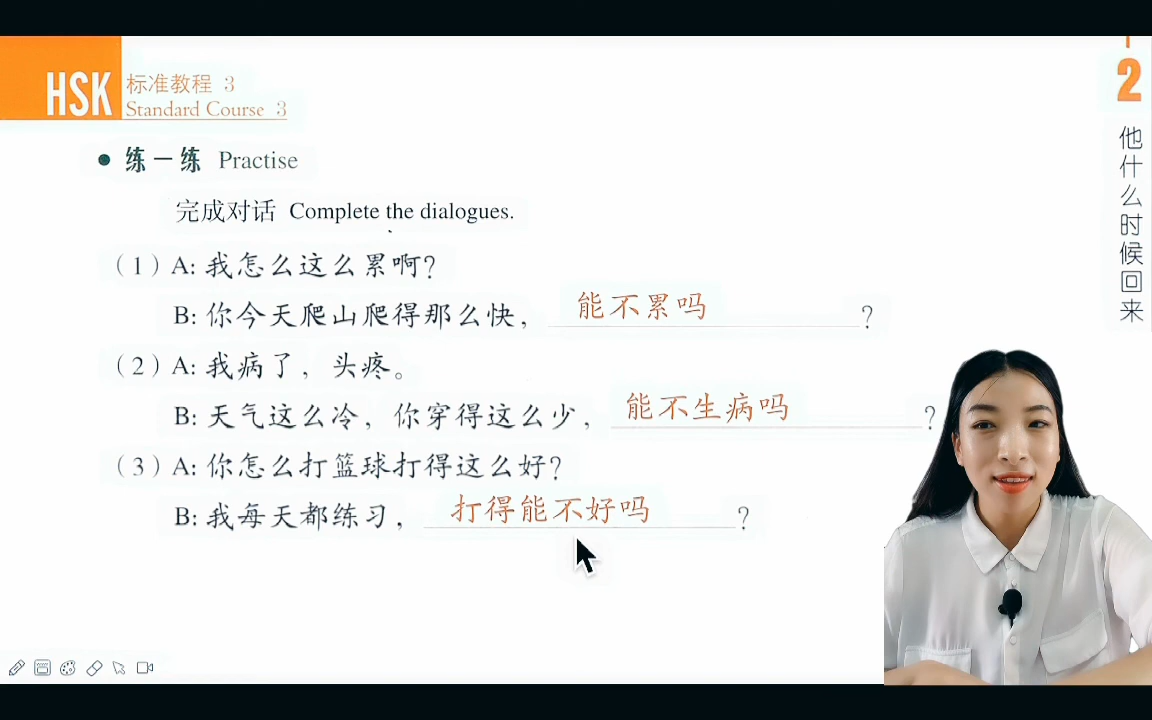 HSK 标准教程 3
Standard Course 3
2
他什么时候回来
● 练一练 Practise
完成对话 Complete the dialogues.
（1）A: 我怎么这么累啊？
B: 你今天爬山爬得那么快，能不累吗？
（2）A: 我病了，头疼。
B: 天气这么冷，你穿得这么少，能不生病吗？
（3）A: 你怎么打篮球打得这么好？
B: 我每天都练习，打得能不好吗？